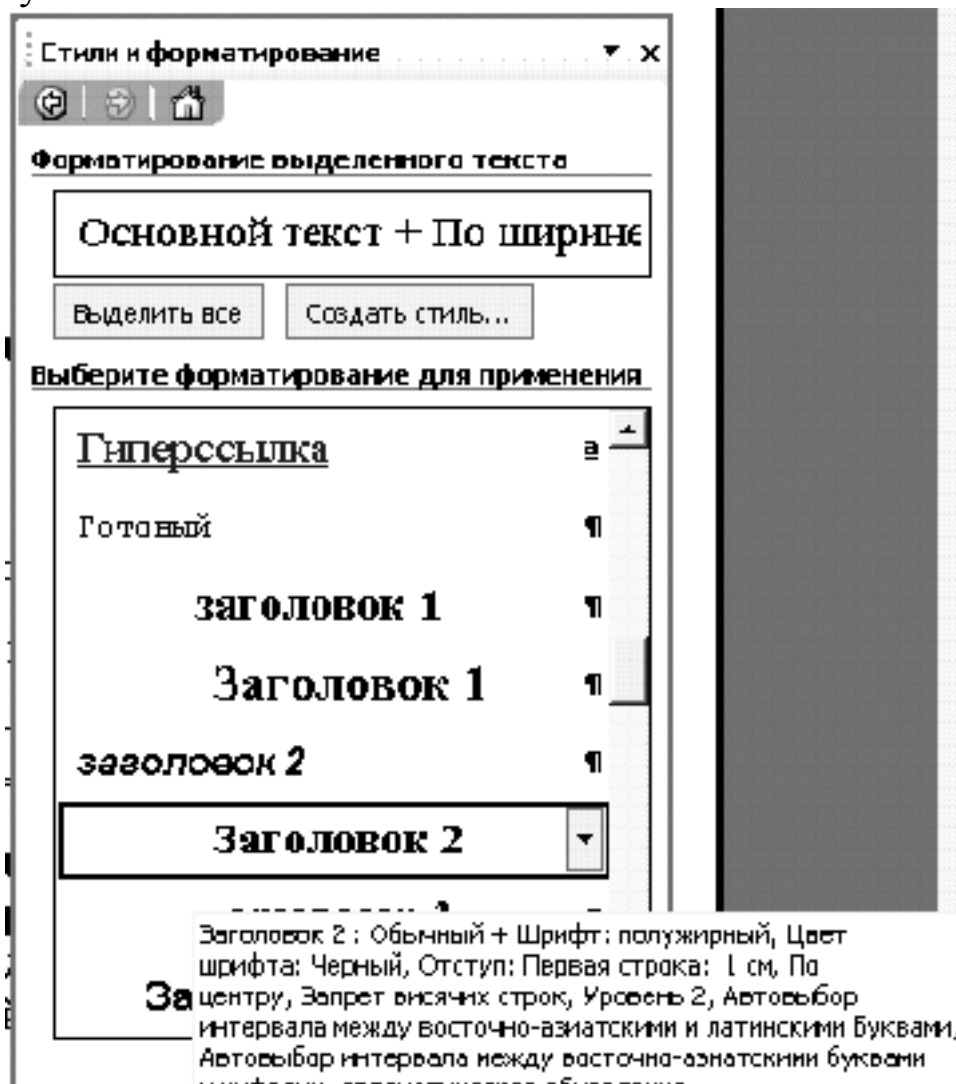 Стили и форматирование
Форматирование выделенного текста
Основной текст + По ширине
Выделить все
Создать стиль...
Выберите форматирование для применения
Гиперссылка a
Готовый ¶
заголовок 1 ¶
Заголовок 1 ¶
заголовок 2 ¶
Заголовок 2
Заголовок 2 : Обычный + Шрифт: полужирный, Цвет
шрифта: Черный, Отступ: Первая строка: 1 см, По
За
центру, Запрет висячих строк, Уровень 2, Автовыбор
интервала между восточно-азиатскими и латинскими буквами,
Автовыбор интервала между восточно-азиатскими буквами